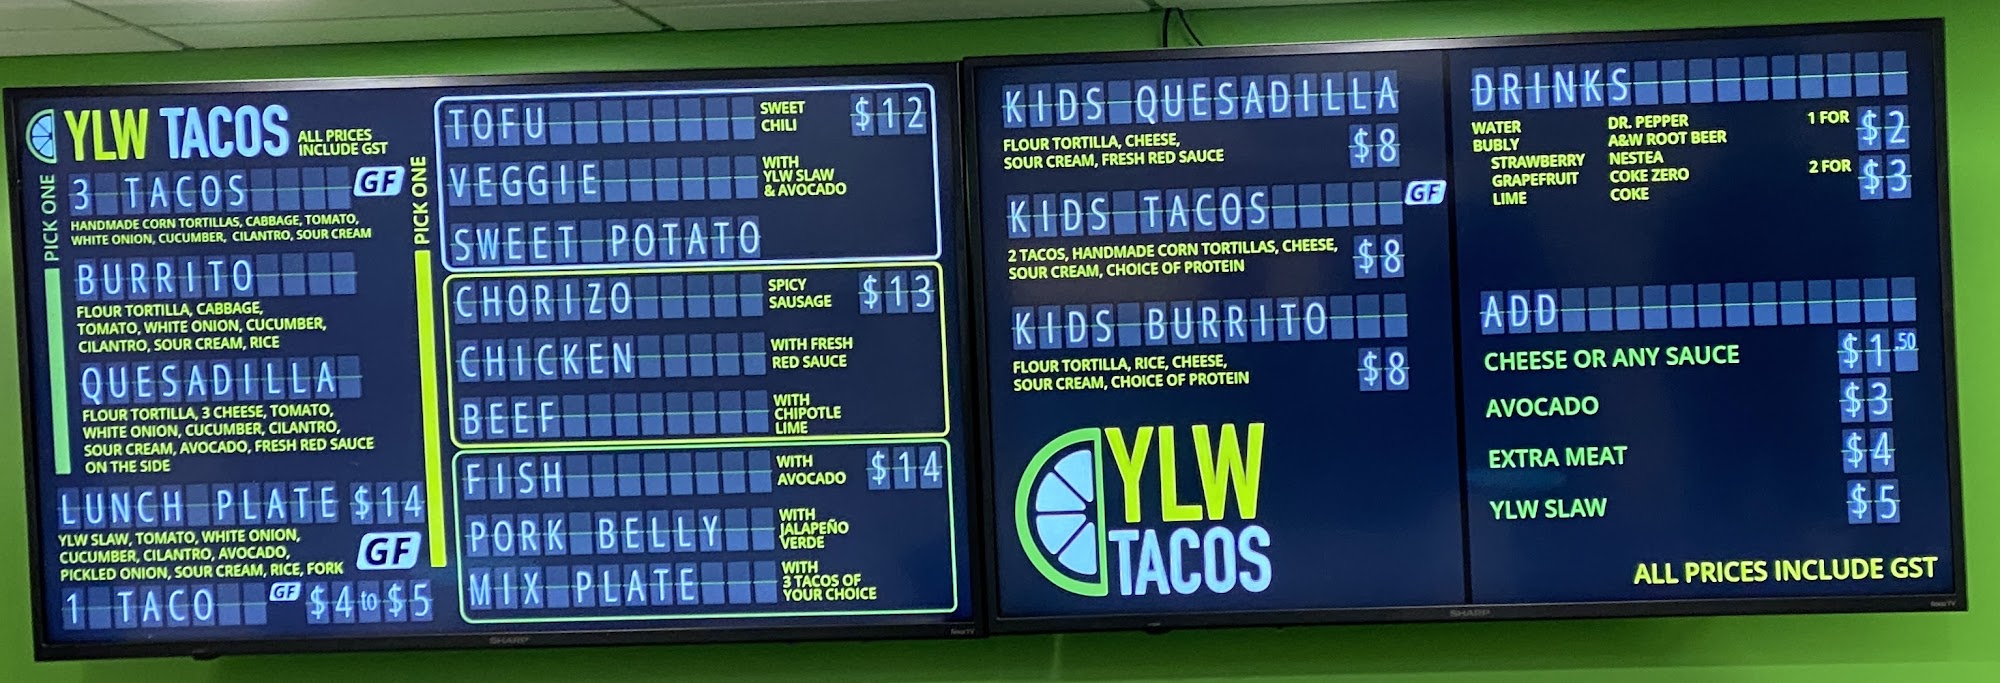 YLW TACOS
ALL PRICES
INCLUDE GST
PICK ONE
3 TACOS
GF
HANDMADE CORN TORTILLAS, CABBAGE, TOMATO,
WHITE ONION, CUCUMBER, CILANTRO, SOUR CREAM
BURRITO
FLOUR TORTILLA, CABBAGE,
TOMATO, WHITE ONION, CUCUMBER,
CILANTRO, SOUR CREAM, RICE
QUESADILLA
FLOUR TORTILLA, 3 CHEESE, TOMATO,
WHITE ONION, CUCUMBER, CILANTRO,
SOUR CREAM, AVOCADO, FRESH RED SAUCE
ON THE SIDE
LUNCH PLATE $14
YLW SLAW, TOMATO, WHITE ONION,
CUCUMBER, CILANTRO, AVOCADO,
PICKLED ONION, SOUR CREAM, RICE, FORK
GF
1 TACO GF $4 to $5
PICK ONE
TOFU
SWEET
CHILI
$12
VEGGIE
WITH
YLW SLAW
& AVOCADO
SWEET POTATO
CHORIZO
SPICY
SAUSAGE
$13
CHICKEN
WITH FRESH
RED SAUCE
BEEF
WITH
CHIPOTLE
LIME
FISH
WITH
AVOCADO
$14
PORK BELLY
WITH
JALAPEÑO
VERDE
MIX PLATE
WITH
3 TACOS OF
YOUR CHOICE
SHARP
Roku TV
KIDS QUESADILLA
FLOUR TORTILLA, CHEESE,
SOUR CREAM, FRESH RED SAUCE
$8
KIDS TACOS
GF
2 TACOS, HANDMADE CORN TORTILLAS, CHEESE,
SOUR CREAM, CHOICE OF PROTEIN
$8
KIDS BURRITO
FLOUR TORTILLA, RICE, CHEESE,
SOUR CREAM, CHOICE OF PROTEIN
$8
YLW
TACOS
DRINKS
WATER
BUBLY
STRAWBERRY
GRAPEFRUIT
LIME
DR. PEPPER
A&W ROOT BEER
NESTEA
COKE ZERO
COKE
1 FOR $2
2 FOR $3
ADD
CHEESE OR ANY SAUCE $1.50
AVOCADO $3
EXTRA MEAT $4
YLW SLAW $5
ALL PRICES INCLUDE GST
SHARP
Roku TV